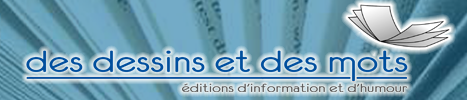 des dessins et des mots
éditions d'information et d'humour